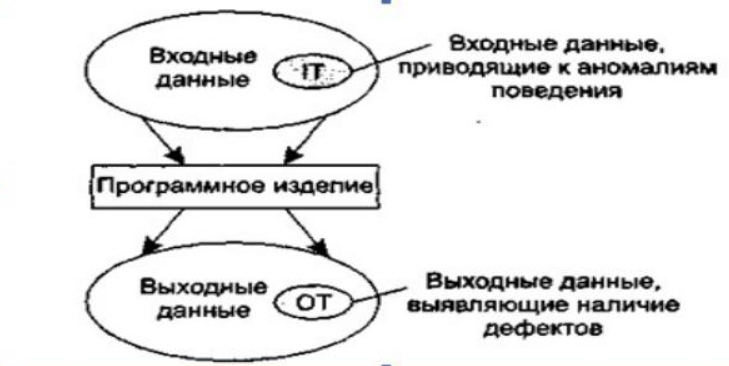 Входные
данные
IT
Входные данные,
приводящие к аномалиям
поведения
Программное изделие
Выходные
данные
OT
Выходные данные,
выявляющие наличие
дефектов